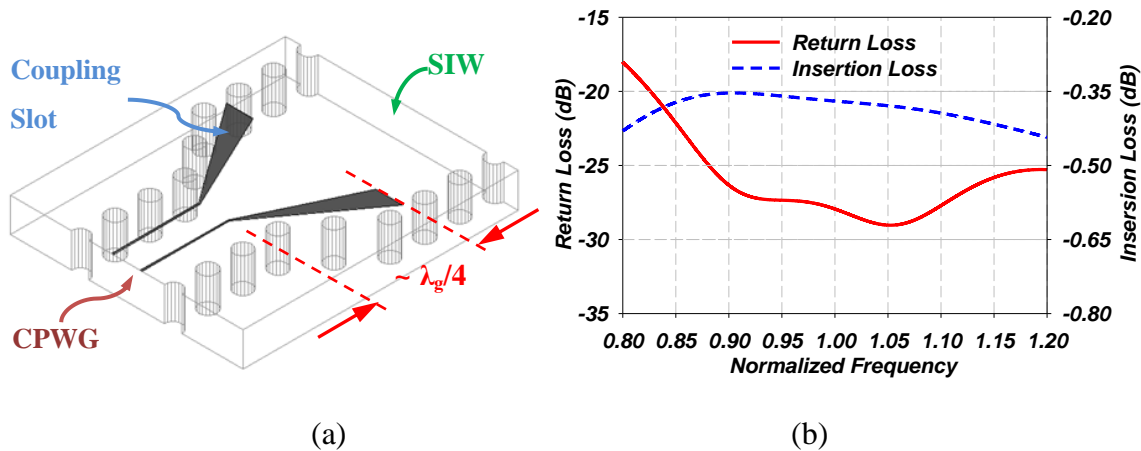 Coupling
Slot
SIW
~ λg/4
CPWG
(a)
Return Loss
Insertion Loss
Return Loss (dB)
-15
-20
-25
-30
-35
Insersion Loss (dB)
-0.20
-0.35
-0.50
-0.65
-0.80
0.80 0.85 0.90 0.95 1.00 1.05 1.10 1.15 1.20
Normalized Frequency
(b)